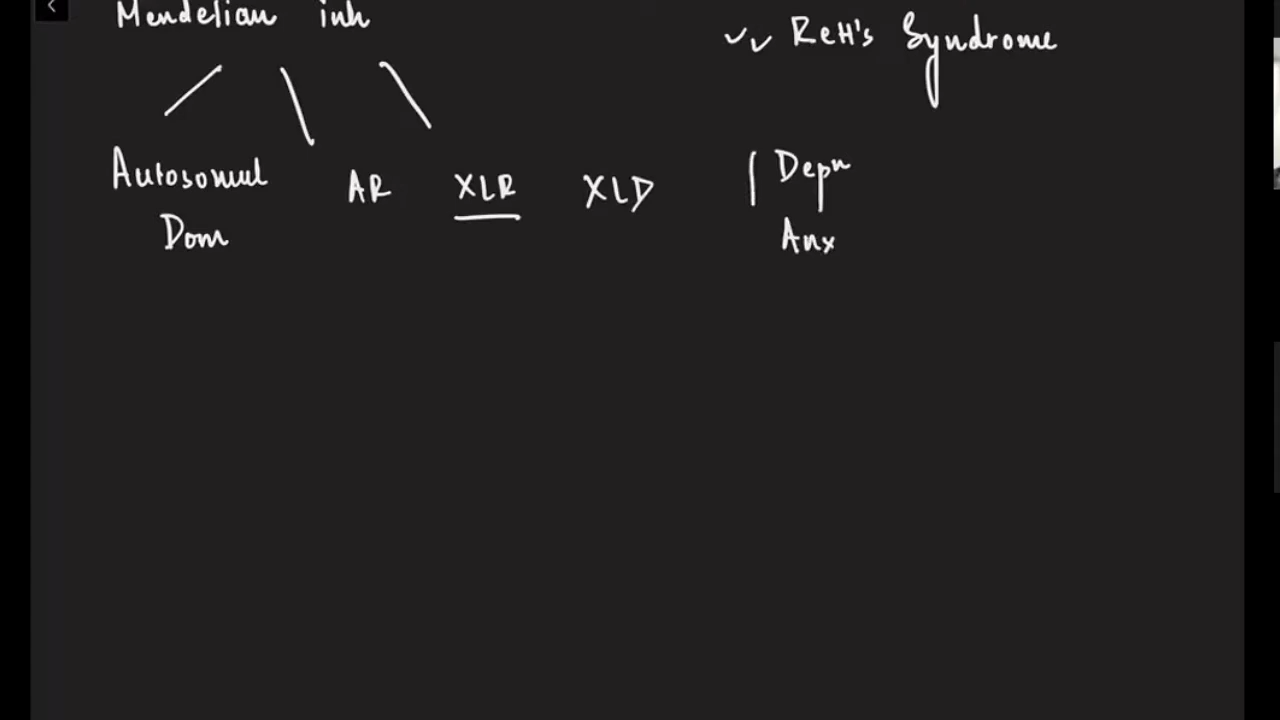 Mendelian inh
Autosomal
Dom
AR XLR XLD
Rett's Syndrome
Depn
Anx